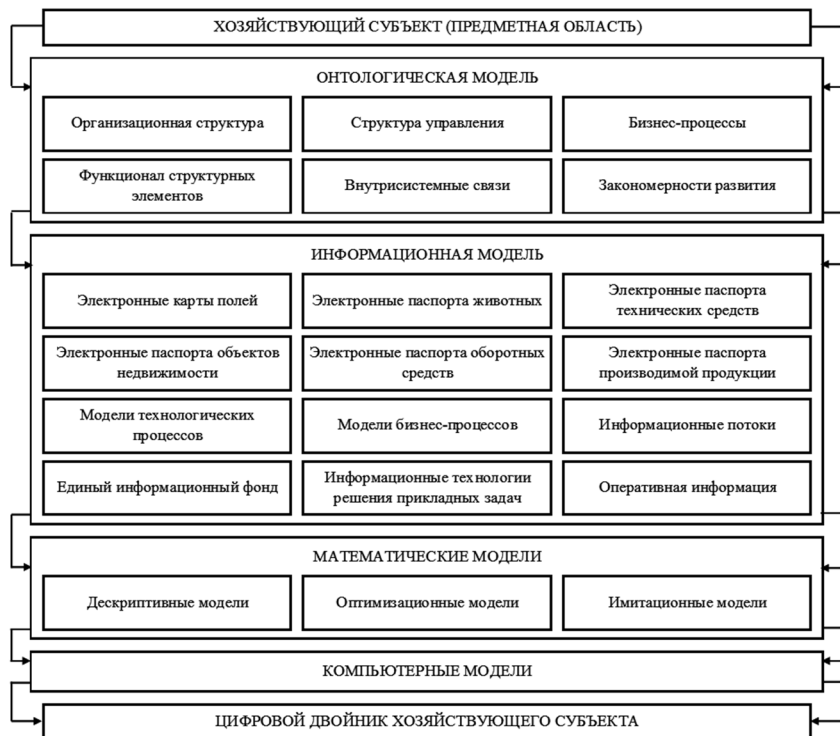 ХОЗЯЙСТВУЮЩИЙ СУБЪЕКТ (ПРЕДМЕТНАЯ ОБЛАСТЬ)
ОНТОЛОГИЧЕСКАЯ МОДЕЛЬ
Организационная структура
Структура управления
Бизнес-процессы
Функционал структурных
элементов
Внутрисистемные связи
Закономерности развития
ИНФОРМАЦИОННАЯ МОДЕЛЬ
Электронные карты полей
Электронные паспорта животных
Электронные паспорта
технических средств
Электронные паспорта объектов
недвижимости
Электронные паспорта оборотных
средств
Электронные паспорта
производимой продукции
Модели технологических
процессов
Модели бизнес-процессов
Информационные потоки
Единый информационный фонд
Информационные технологии
решения прикладных задач
Оперативная информация
МАТЕМАТИЧЕСКИЕ МОДЕЛИ
Дескриптивные модели
Оптимизационные модели
Имитационные модели
КОМПЬЮТЕРНЫЕ МОДЕЛИ
ЦИФРОВОЙ ДВОЙНИК ХОЗЯЙСТВУЮЩЕГО СУБЪЕКТА